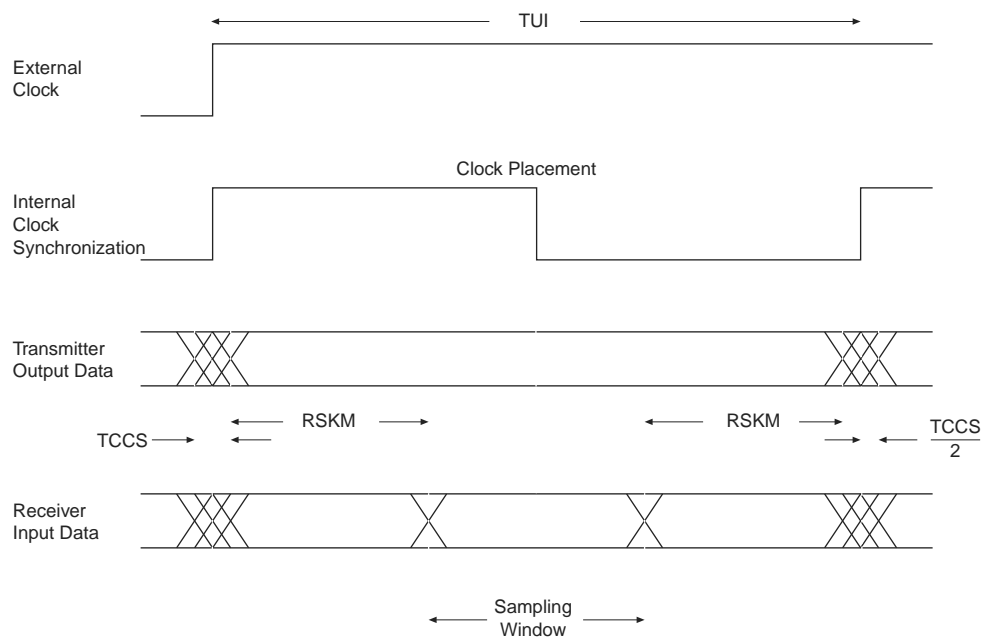 TUI
External
Clock
Clock Placement
Internal
Clock
Synchronization
Transmitter
Output Data
RSKM
RSKM
TCCS
TCCS
2
Receiver
Input Data
Sampling
Window